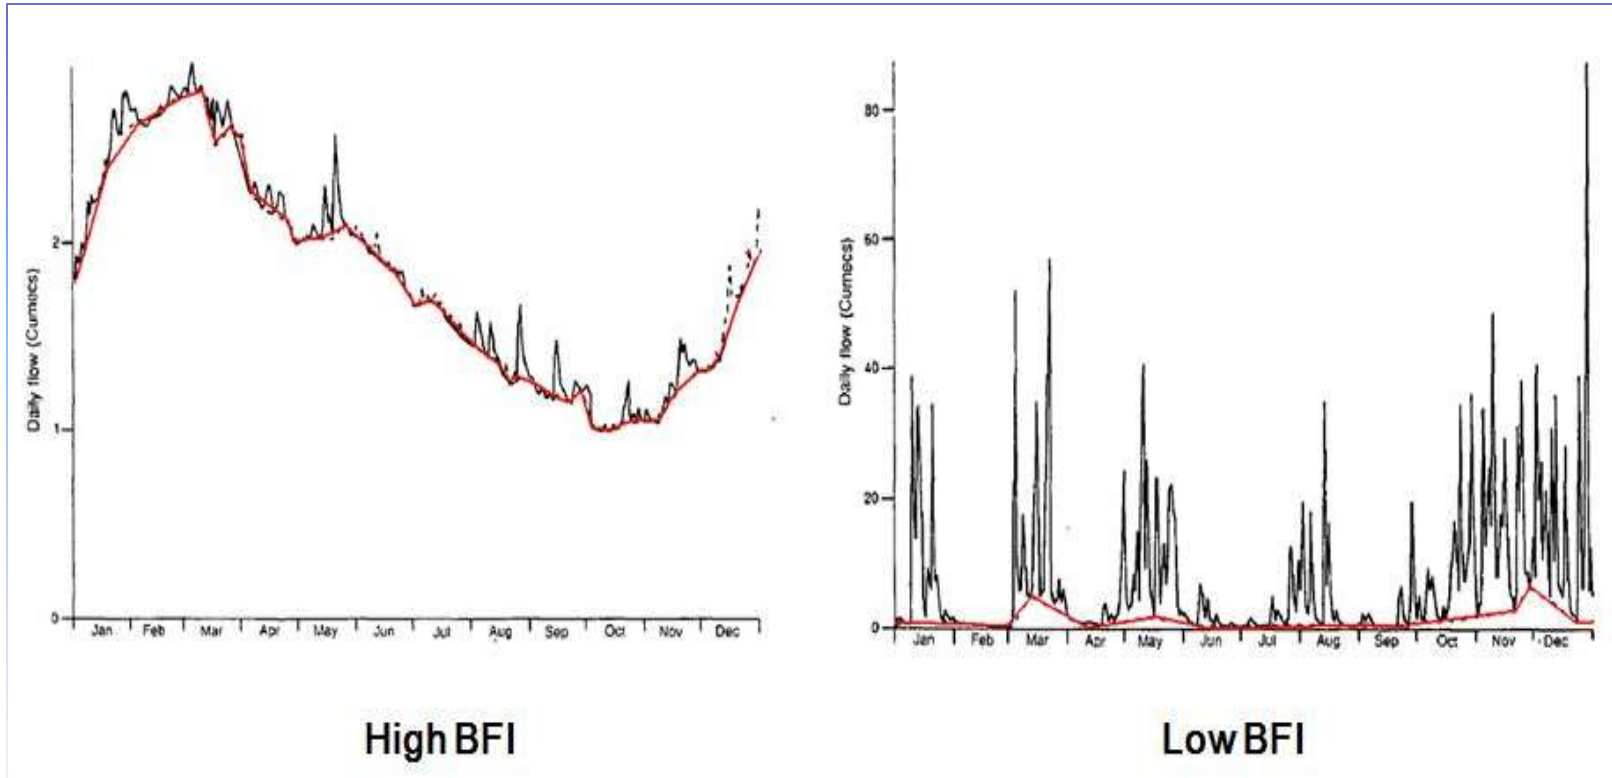 Daily flow (Cumecs)
2
1
0
Jan Feb Mar Apr May Jun Jul Aug Sep Oct Nov Dec
High BFI
Daily flow (Cumecs)
80
60
40
20
0
Jan Feb Mar Apr May Jun Jul Aug Sep Oct Nov Dec
Low BFI